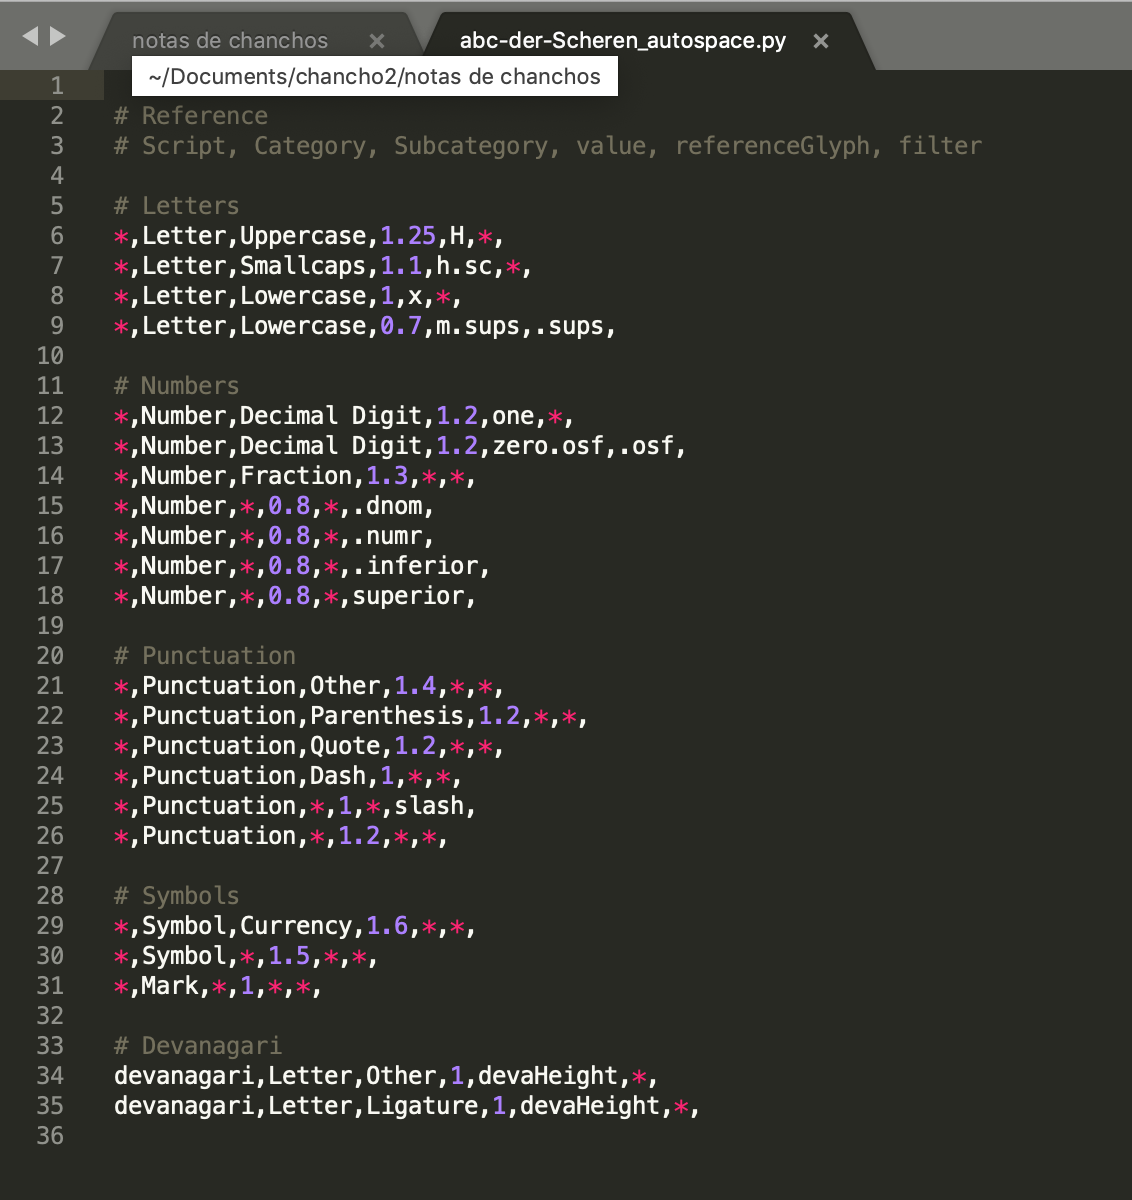 notas de chanchos ×
abc-der-Scheren_autospace.py ×
~/Documents/chancho2/notas de chanchos
1
2 # Reference
3 # Script, Category, Subcategory, value, referenceGlyph, filter
4
5 # Letters
6 *,Letter,Uppercase,1.25,H,*,
7 *,Letter,Smallcaps,1.1,h.sc,*,
8 *,Letter,Lowercase,1,x,*,
9 *,Letter,Lowercase,0.7,m.sups,.sups,
10
11 # Numbers
12 *,Number,Decimal Digit,1.2,one,*,
13 *,Number,Decimal Digit,1.2,zero.osf,.osf,
14 *,Number,Fraction,1.3,*,*,
15 *,Number,*,0.8,*,.dnom,
16 *,Number,*,0.8,*,.numr,
17 *,Number,*,0.8,*,.inferior,
18 *,Number,*,0.8,*,superior,
19
20 # Punctuation
21 *,Punctuation,Other,1.4,*,*,
22 *,Punctuation,Parenthesis,1.2,*,*,
23 *,Punctuation,Quote,1.2,*,*,
24 *,Punctuation,Dash,1,*,*,
25 *,Punctuation,*,1,*,slash,
26 *,Punctuation,*,1.2,*,*,
27
28 # Symbols
29 *,Symbol,Currency,1.6,*,*,
30 *,Symbol,*,1.5,*,*,
31 *,Mark,*,1,*,*,
32
33 # Devanagari
34 devanagari,Letter,Other,1,devaHeight,*,
35 devanagari,Letter,Ligature,1,devaHeight,*,
36